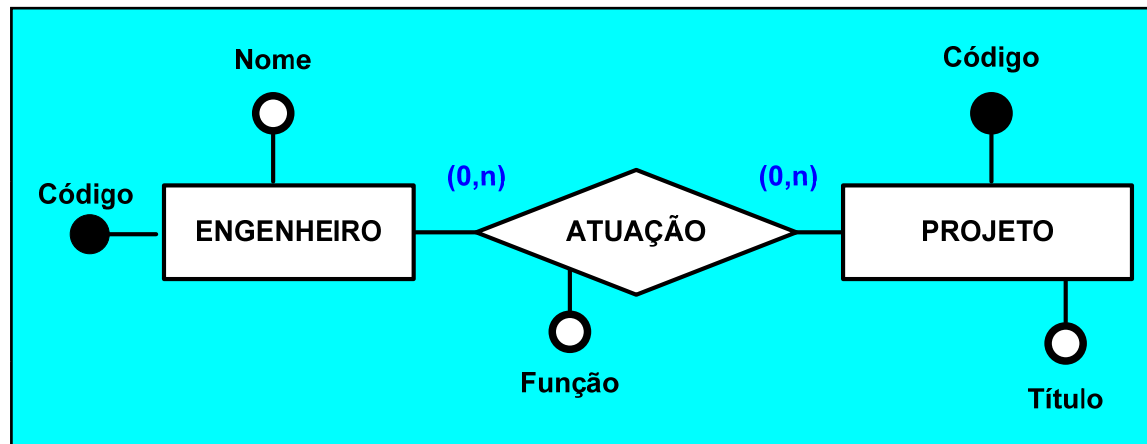 Nome
Código
Código
(0,n)
(0,n)
ENGENHEIRO
ATUAÇÃO
PROJETO
Função
Título